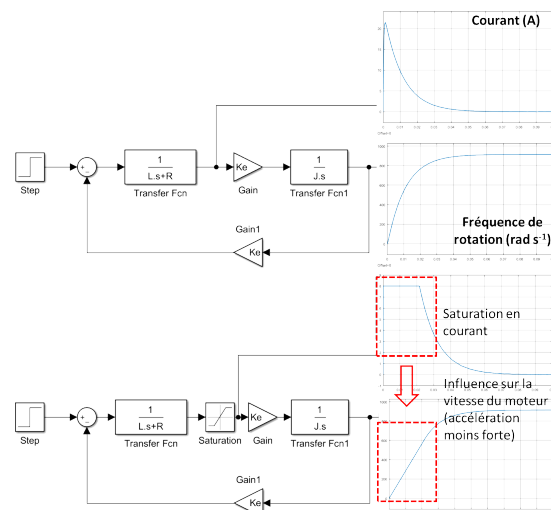 Courant (A)
Step
1
L.s+R
Transfer Fcn
Ke
Gain
1
J.s
Transfer Fcn1
Gain1
Ke
Fréquence de
rotation (rad s-1)
Saturation en
courant
Influence sur la
vitesse du moteur
(accélération
moins forte)
Step
1
L.s+R
Transfer Fcn
Saturation
Ke
Gain
1
J.s
Transfer Fcn1
Gain1
Ke